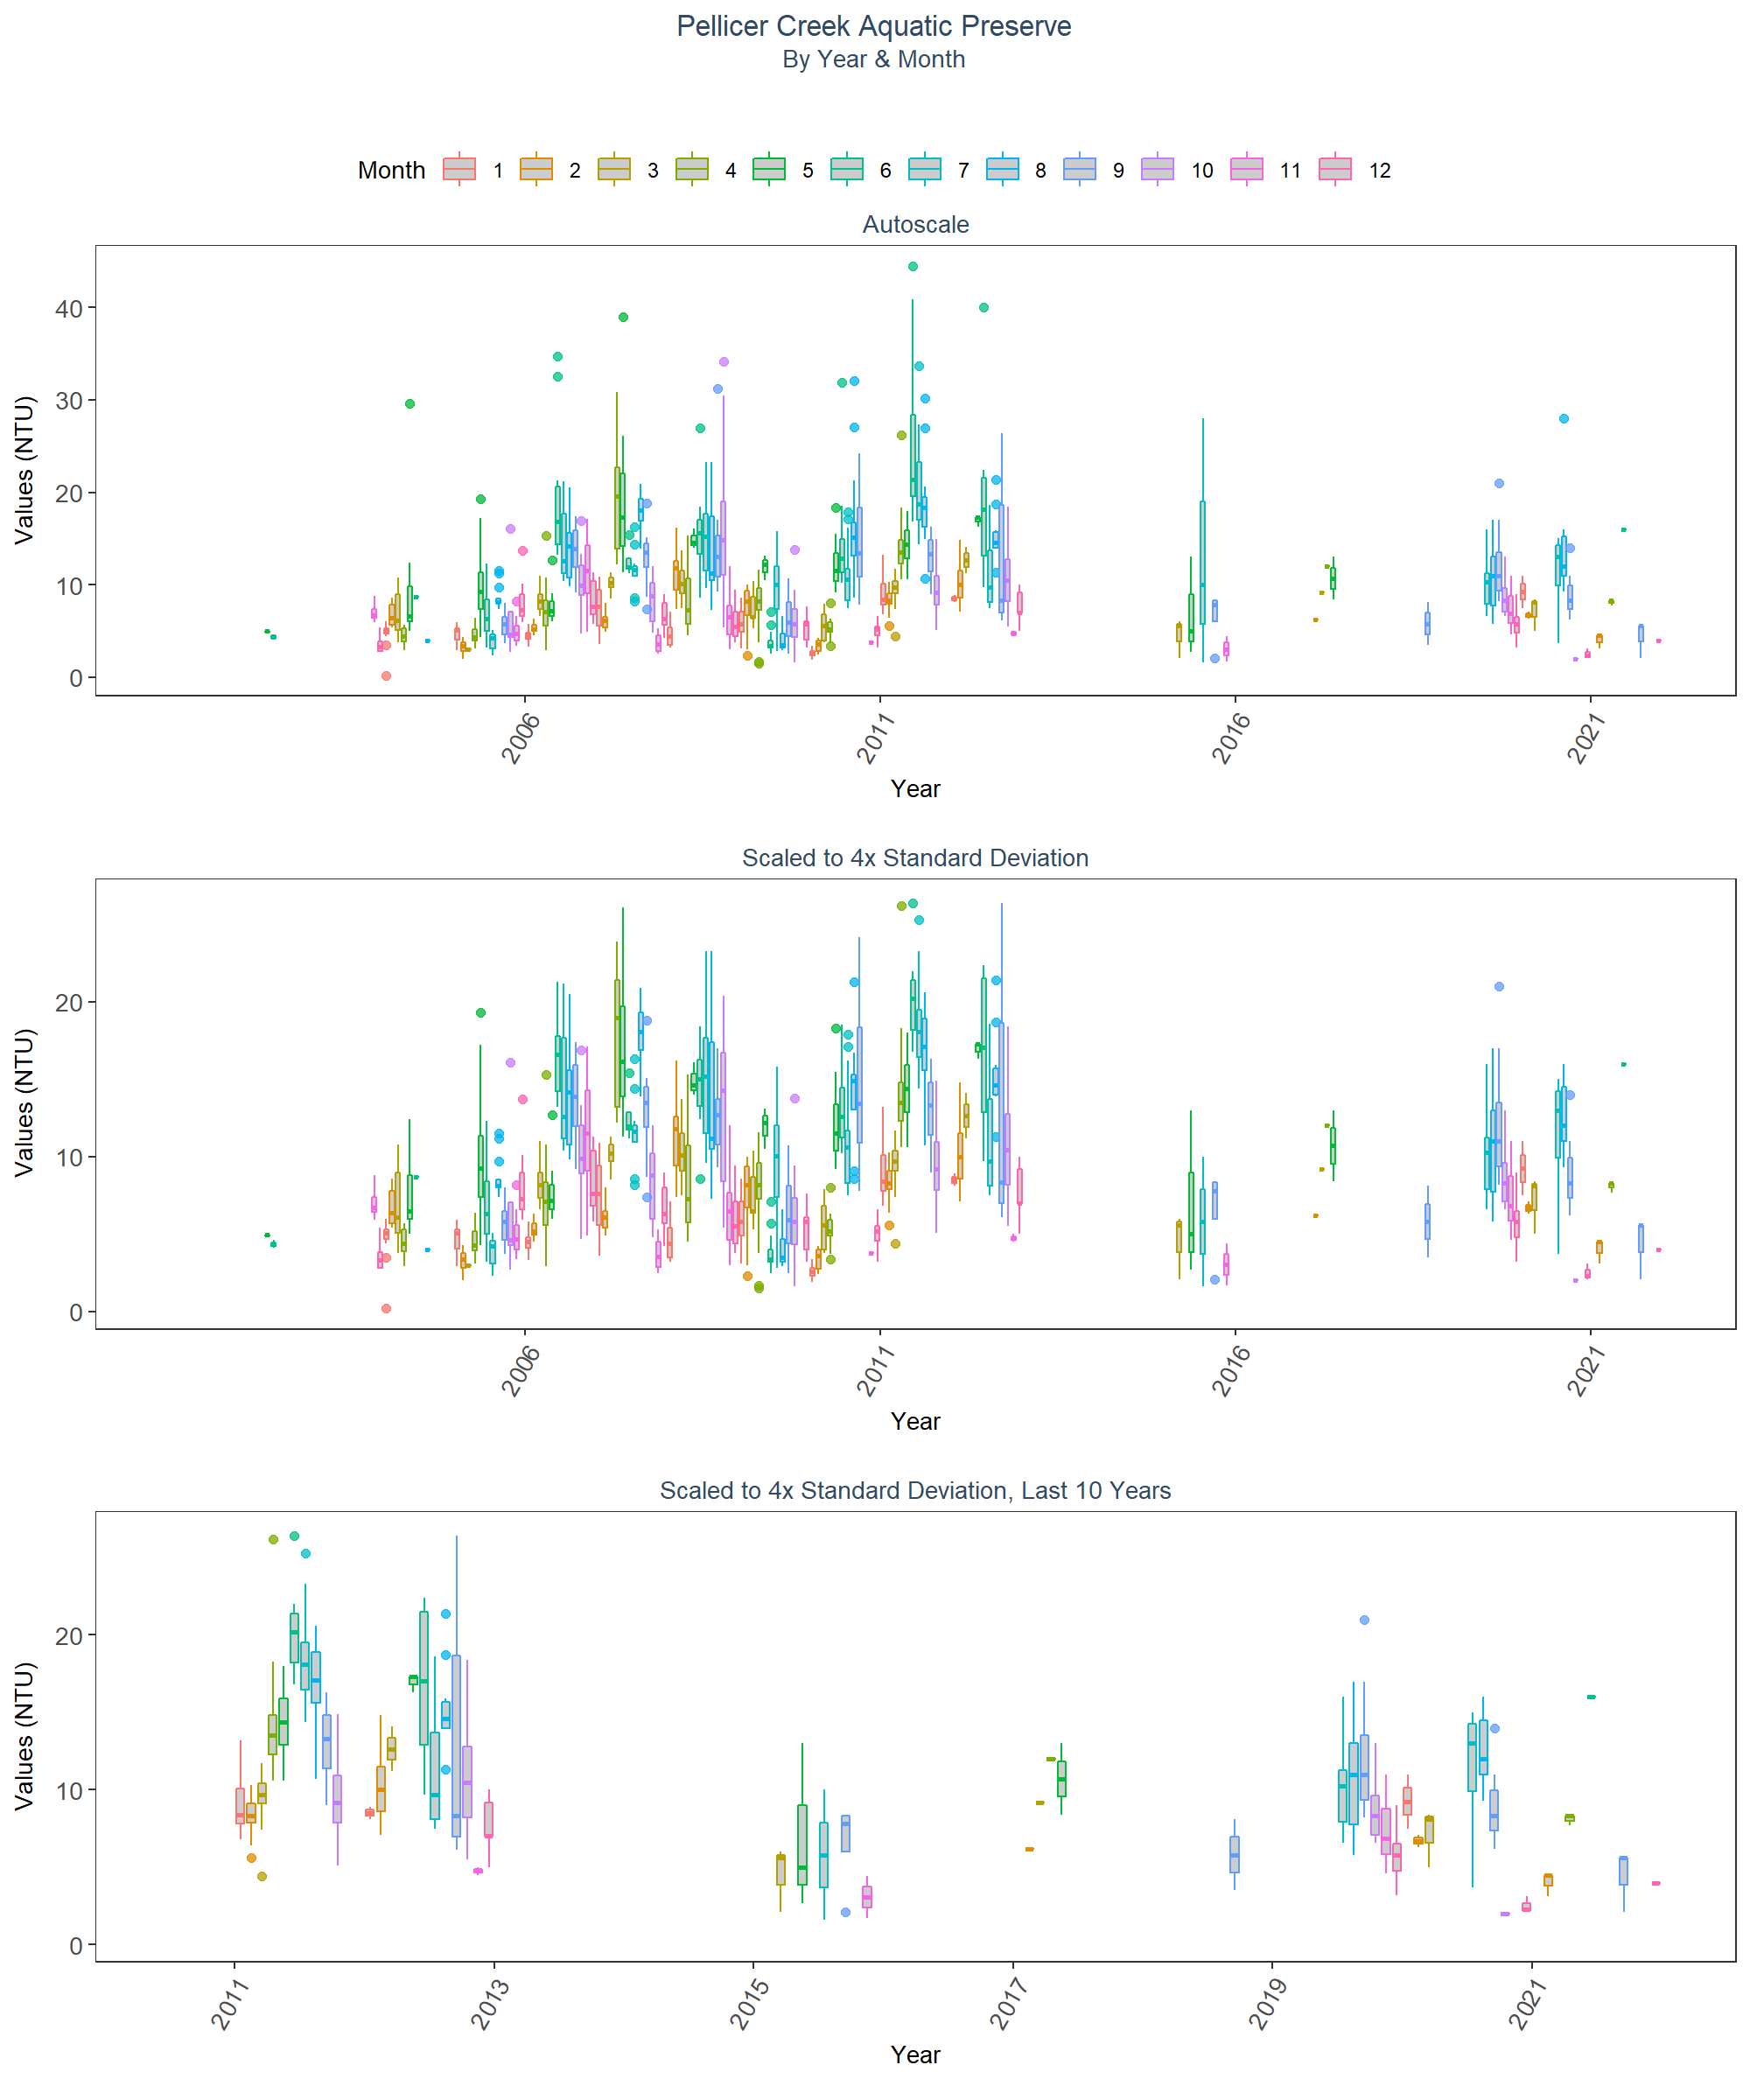 Pellicer Creek Aquatic Preserve
By Year & Month
Month 1 2 3 4 5 6 7 8 9 10 11 12
Autoscale
Values (NTU)
40
30
20
10
0
2006 2011 2016 2021
Year
Scaled to 4x Standard Deviation
Values (NTU)
20
10
0
2006 2011 2016 2021
Year
Scaled to 4x Standard Deviation, Last 10 Years
Values (NTU)
20
10
0
2011 2013 2015 2017 2019 2021
Year